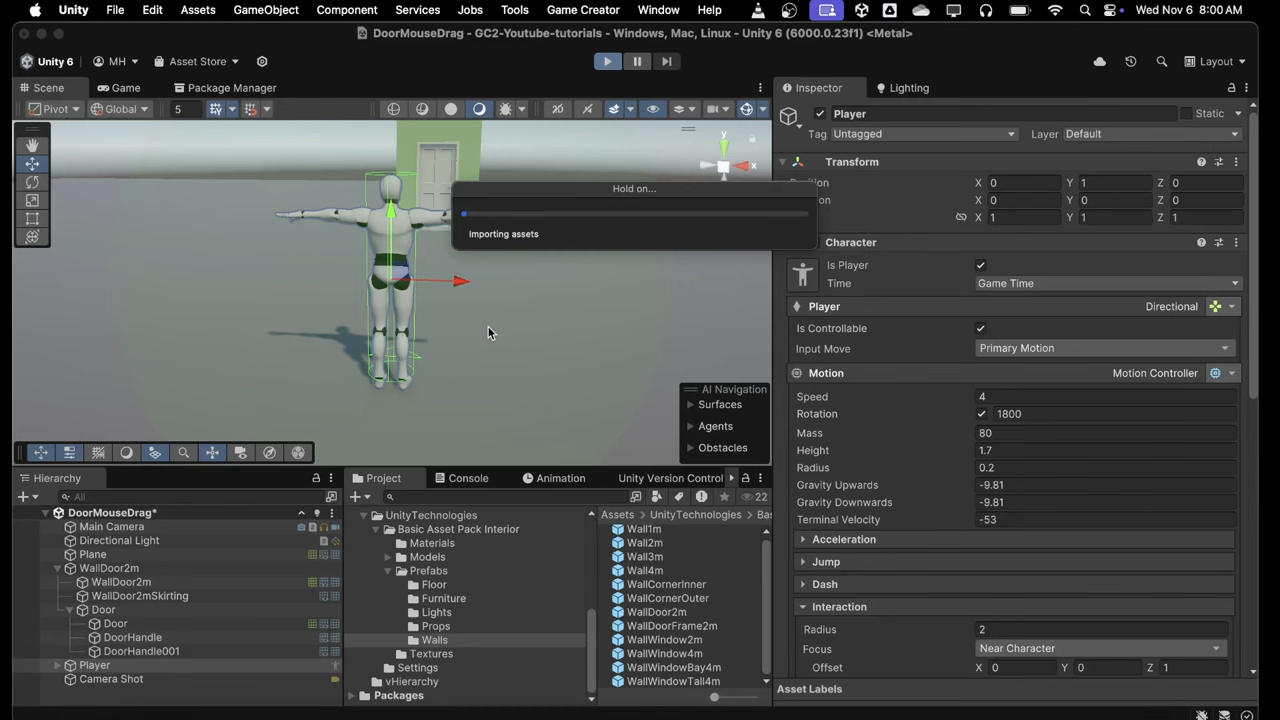 Unity File Edit Assets GameObject Component Services Jobs Tools Game Creator Window Help Wed Nov 6 8:00 AM
DoorMouseDrag - GC2-Youtube-tutorials - Windows, Mac, Linux - Unity 6 (6000.0.23f1) <Metal>
Unity 6 MH Asset Store Layout
Scene Game Package Manager
Inspector Lighting
Pivot Global 5
Player Static
Tag Untagged Layer Default
y
x
Transform
Position X 0 Y 1 Z 0
X 0 Y 0 Z 0
X 1 Y 1 Z 1
Hold on...
Importing assets
Character
Is Player
Time Game Time
Player Directional
Is Controllable
Input Move Primary Motion
Motion Motion Controller
Speed 4
Rotation 1800
Mass 80
Height 1.7
Radius 0.2
Gravity Upwards -9.81
Gravity Downwards -9.81
Terminal Velocity -53
Acceleration
Jump
Dash
Interaction
Radius 2
Focus Near Character
Offset X 0 Y 0 Z 1
Asset Labels
AI Navigation
Surfaces
Agents
Obstacles
Hierarchy
All
DoorMouseDrag*
Main Camera
Directional Light
Plane
WallDoor2m
WallDoor2m
WallDoor2mSkirting
Door
Door
DoorHandle
DoorHandle001
Player
Camera Shot
Project Console Animation Unity Version Control
22
UnityTechnologies
Basic Asset Pack Interior
Materials
Models
Prefabs
Floor
Furniture
Lights
Props
Walls
Textures
Settings
vHierarchy
Packages
Assets UnityTechnologies Ba
Wall1m
Wall2m
Wall3m
Wall4m
WallCornerInner
WallCornerOuter
WallDoor2m
WallDoorFrame2m
WallWindow2m
WallWindow4m
WallWindowBay4m
WallWindowTall4m